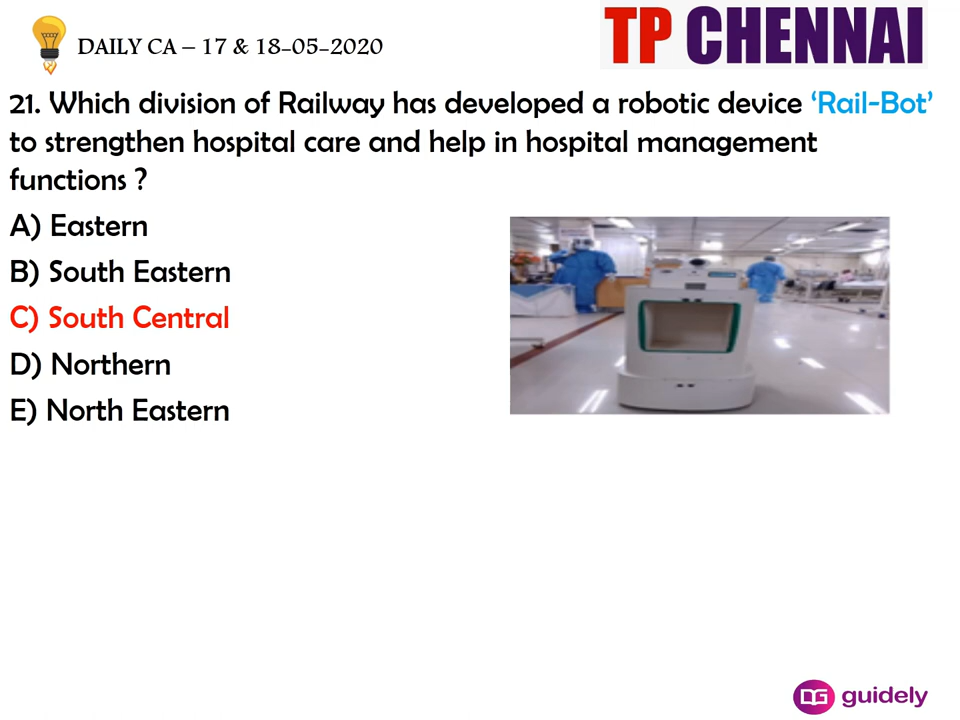 DAILY CA – 17 & 18-05-2020
TP CHENNAI
21. Which division of Railway has developed a robotic device ‘Rail-Bot’
to strengthen hospital care and help in hospital management
functions ?
A) Eastern
B) South Eastern
C) South Central
D) Northern
E) North Eastern
guidely